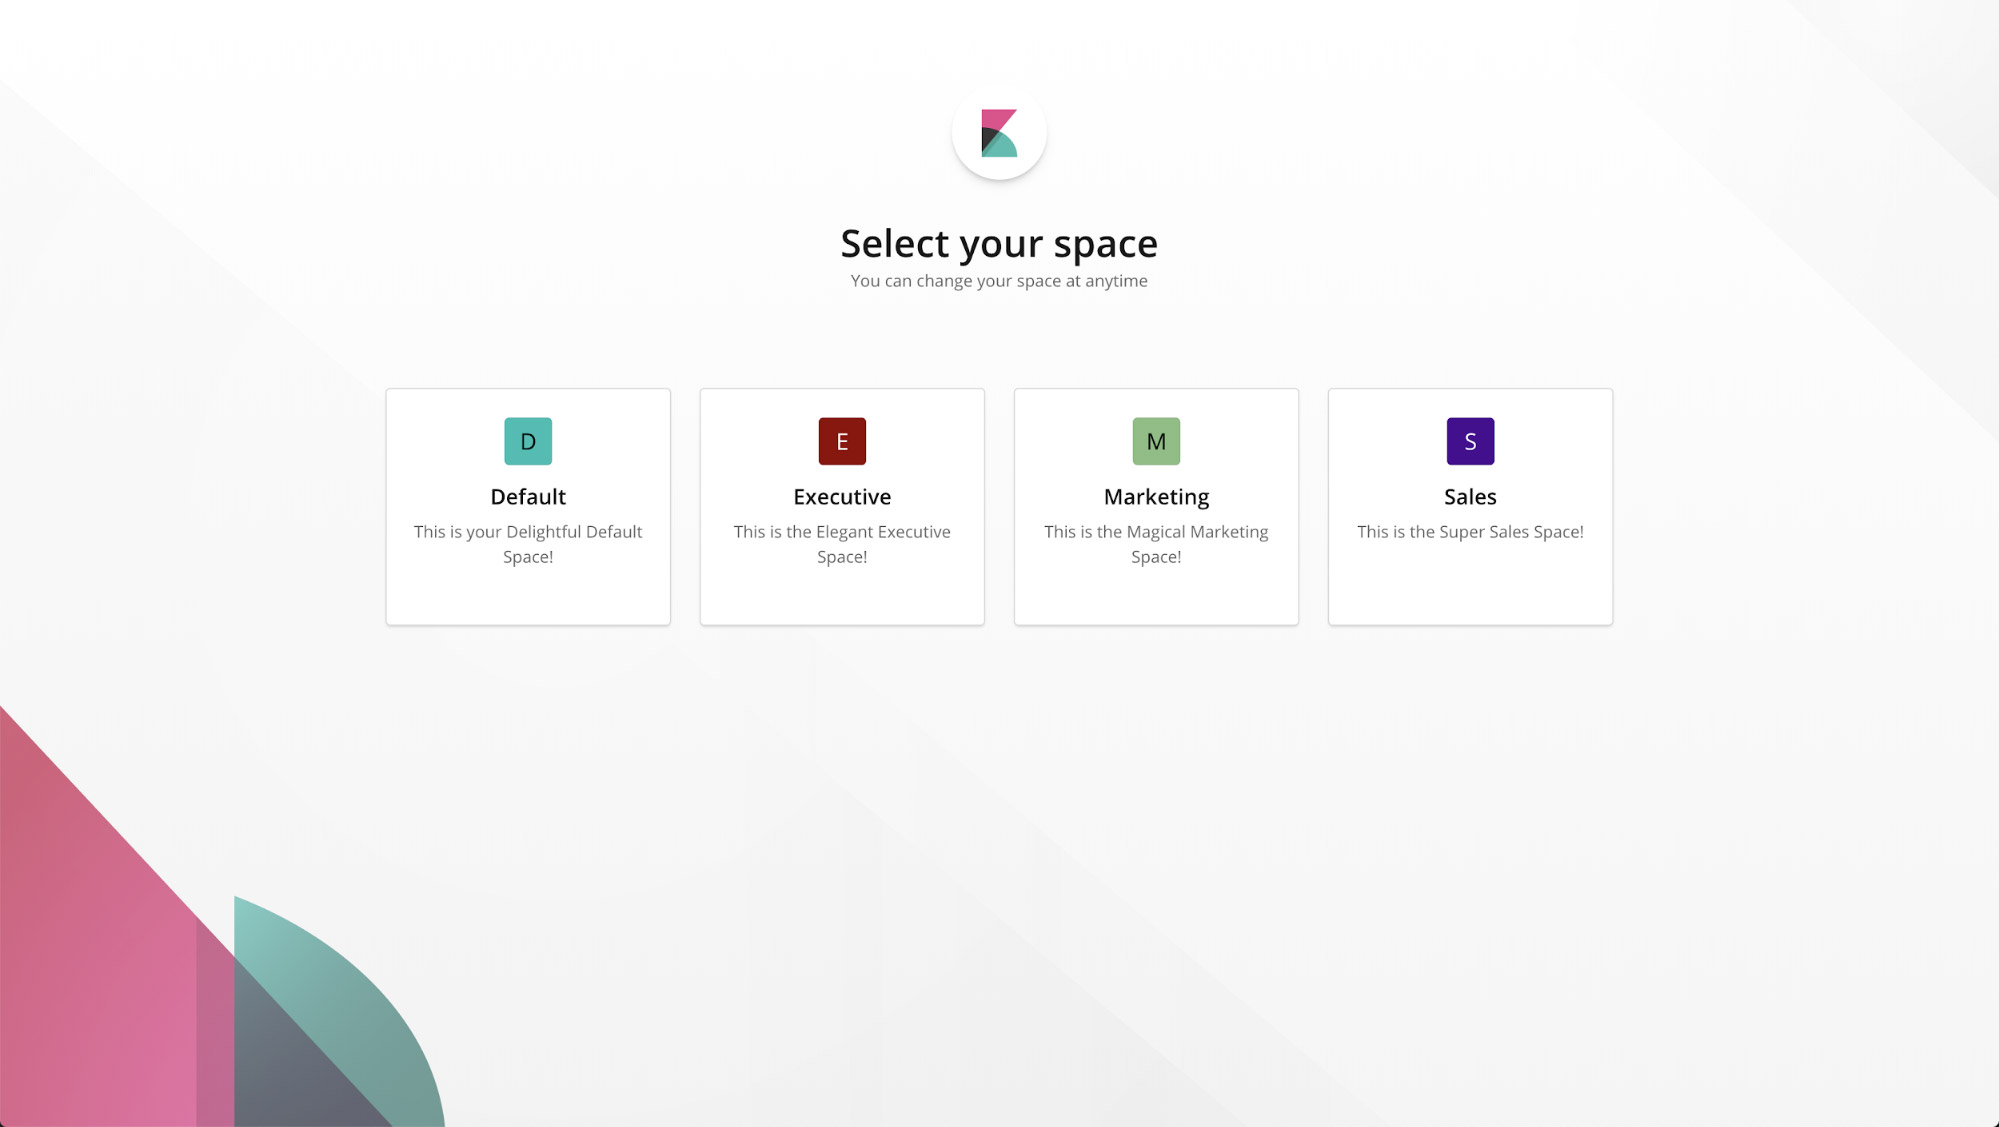 Select your space
You can change your space at anytime
D
Default
This is your Delightful Default
Space!
E
Executive
This is the Elegant Executive
Space!
M
Marketing
This is the Magical Marketing
Space!
S
Sales
This is the Super Sales Space!